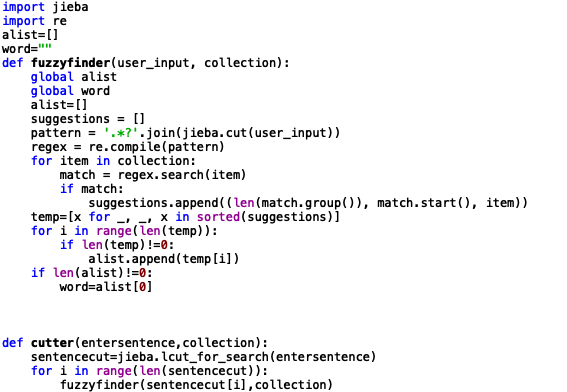 import jieba
import re
alist=[]
word=""
def fuzzyfinder(user_input, collection):
    global alist
    global word
    alist=[]
    suggestions = []
    pattern = '.*?'.join(jieba.cut(user_input))
    regex = re.compile(pattern)
    for item in collection:
        match = regex.search(item)
        if match:
            suggestions.append((len(match.group()), match.start(), item))
    temp=[x for _, _, x in sorted(suggestions)]
    for i in range(len(temp)):
        if len(temp)!=0:
            alist.append(temp[i])
    if len(alist)!=0:
        word=alist[0]
def cutter(entersentence,collection):
    sentencecut=jieba.lcut_for_search(entersentence)
    for i in range(len(sentencecut)):
        fuzzyfinder(sentencecut[i],collection)